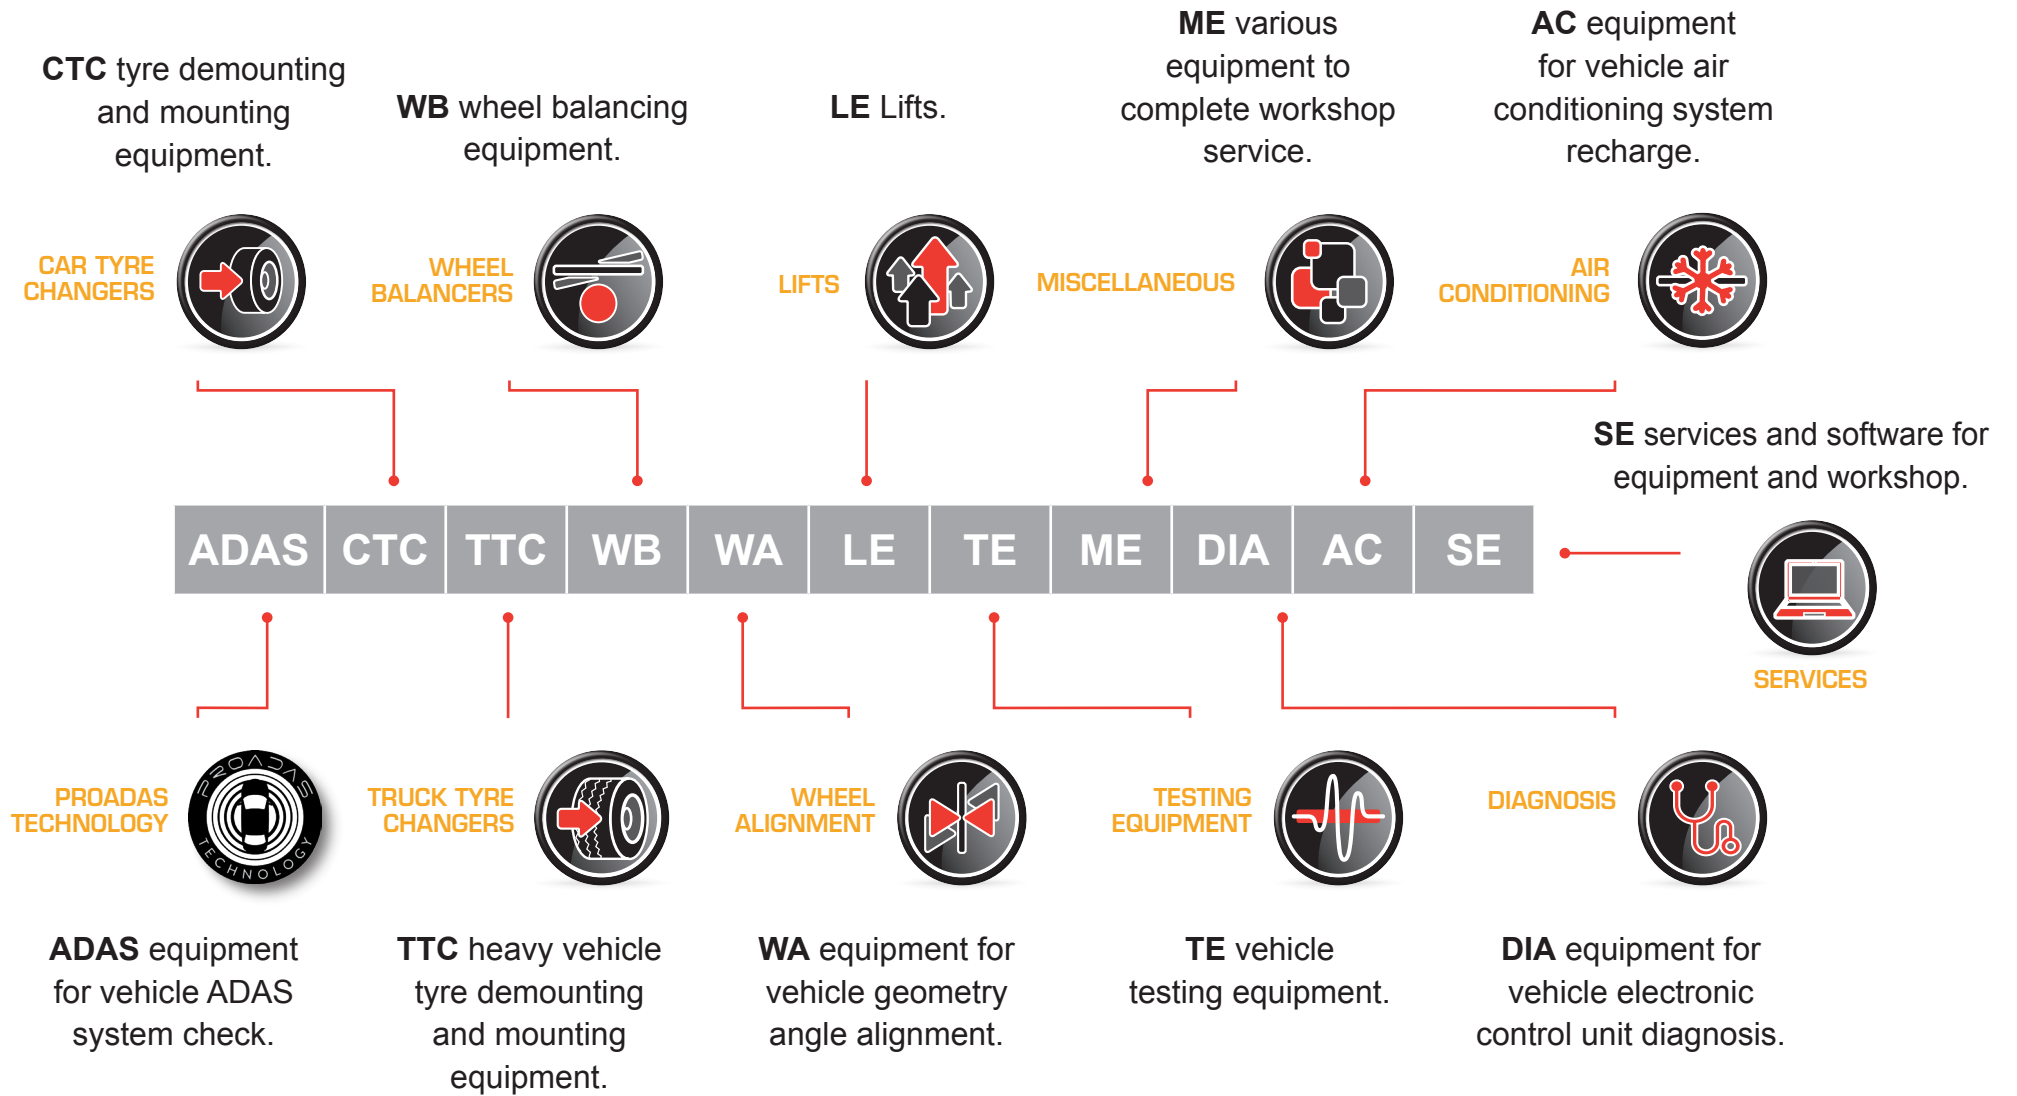 CTC tyre demounting
and mounting
equipment.
WB wheel balancing
equipment.
LE Lifts.
ME various
equipment to
complete workshop
service.
AC equipment
for vehicle air
conditioning system
recharge.
CAR TYRE
CHANGERS
WHEEL
BALANCERS
LIFTS
MISCELLANEOUS
AIR
CONDITIONING
SE services and software for
equipment and workshop.
SERVICES
ADAS CTC TTC WB WA LE TE ME DIA AC SE
PROADAS
TECHNOLOGY
PROADAS
TECHNOLOGY
TRUCK TYRE
CHANGERS
WHEEL
ALIGNMENT
TESTING
EQUIPMENT
DIAGNOSIS
ADAS equipment
for vehicle ADAS
system check.
TTC heavy vehicle
tyre demounting
and mounting
equipment.
WA equipment for
vehicle geometry
angle alignment.
TE vehicle
testing equipment.
DIA equipment for
vehicle electronic
control unit diagnosis.